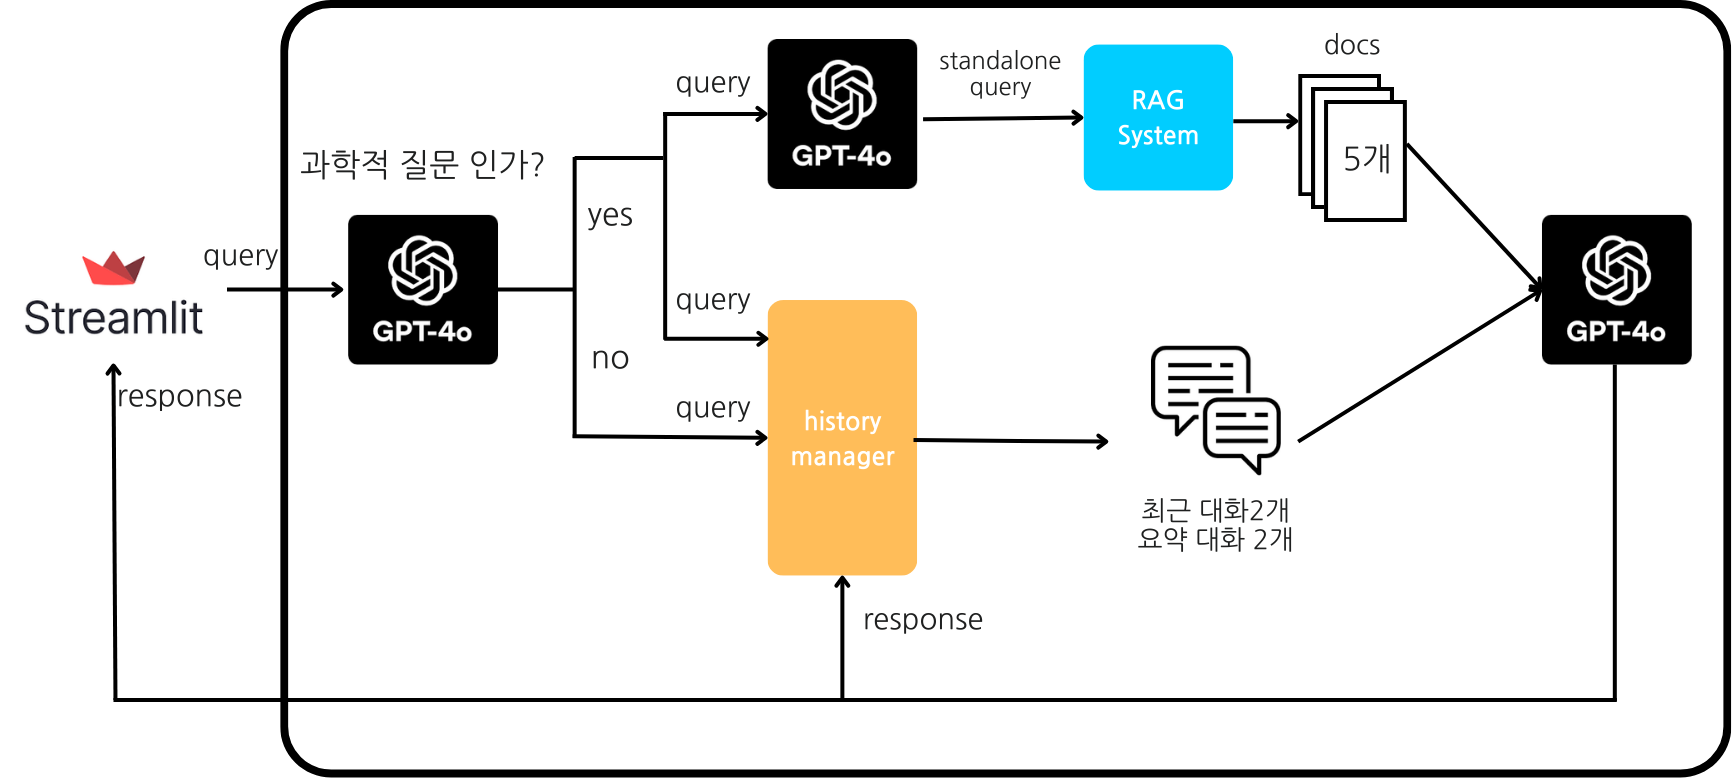 docs
standalone
query
query
RAG
System
GPT-4o
5개
과학적 질문 인가?
yes
query
query
Streamlit
GPT-4o
GPT-4o
no
response
query
history
manager
최근 대화2개
요약 대화 2개
response